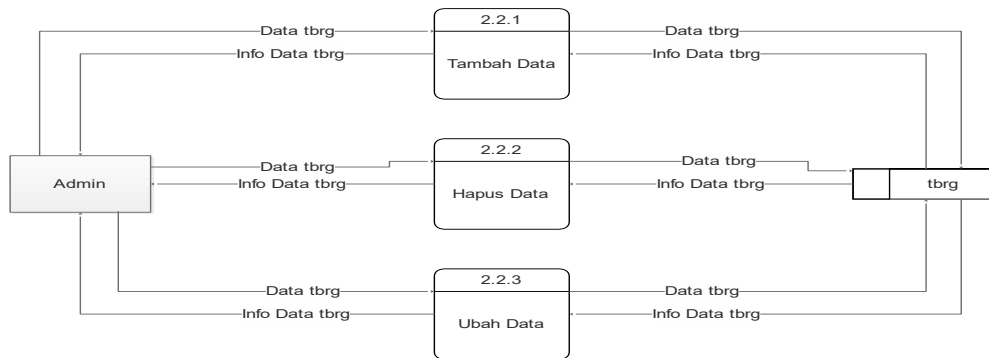 Data tbrg
Info Data tbrg
2.2.1
Tambah Data
Data tbrg
Info Data tbrg
Admin
Data tbrg
Info Data tbrg
2.2.2
Hapus Data
Data tbrg
Info Data tbrg
tbrg
Data tbrg
Info Data tbrg
2.2.3
Ubah Data
Data tbrg
Info Data tbrg